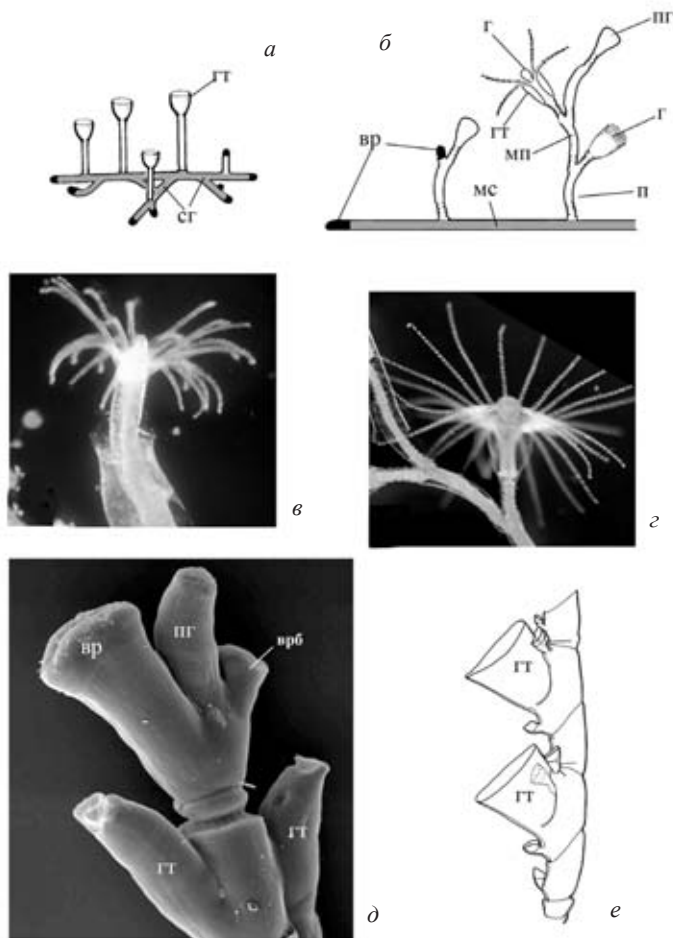 а
гт
сг
б
г
пг
гт
г
вр
мп
п
мс
в
г
вр
пг
врб
гт
гт
д
гт
гт
е